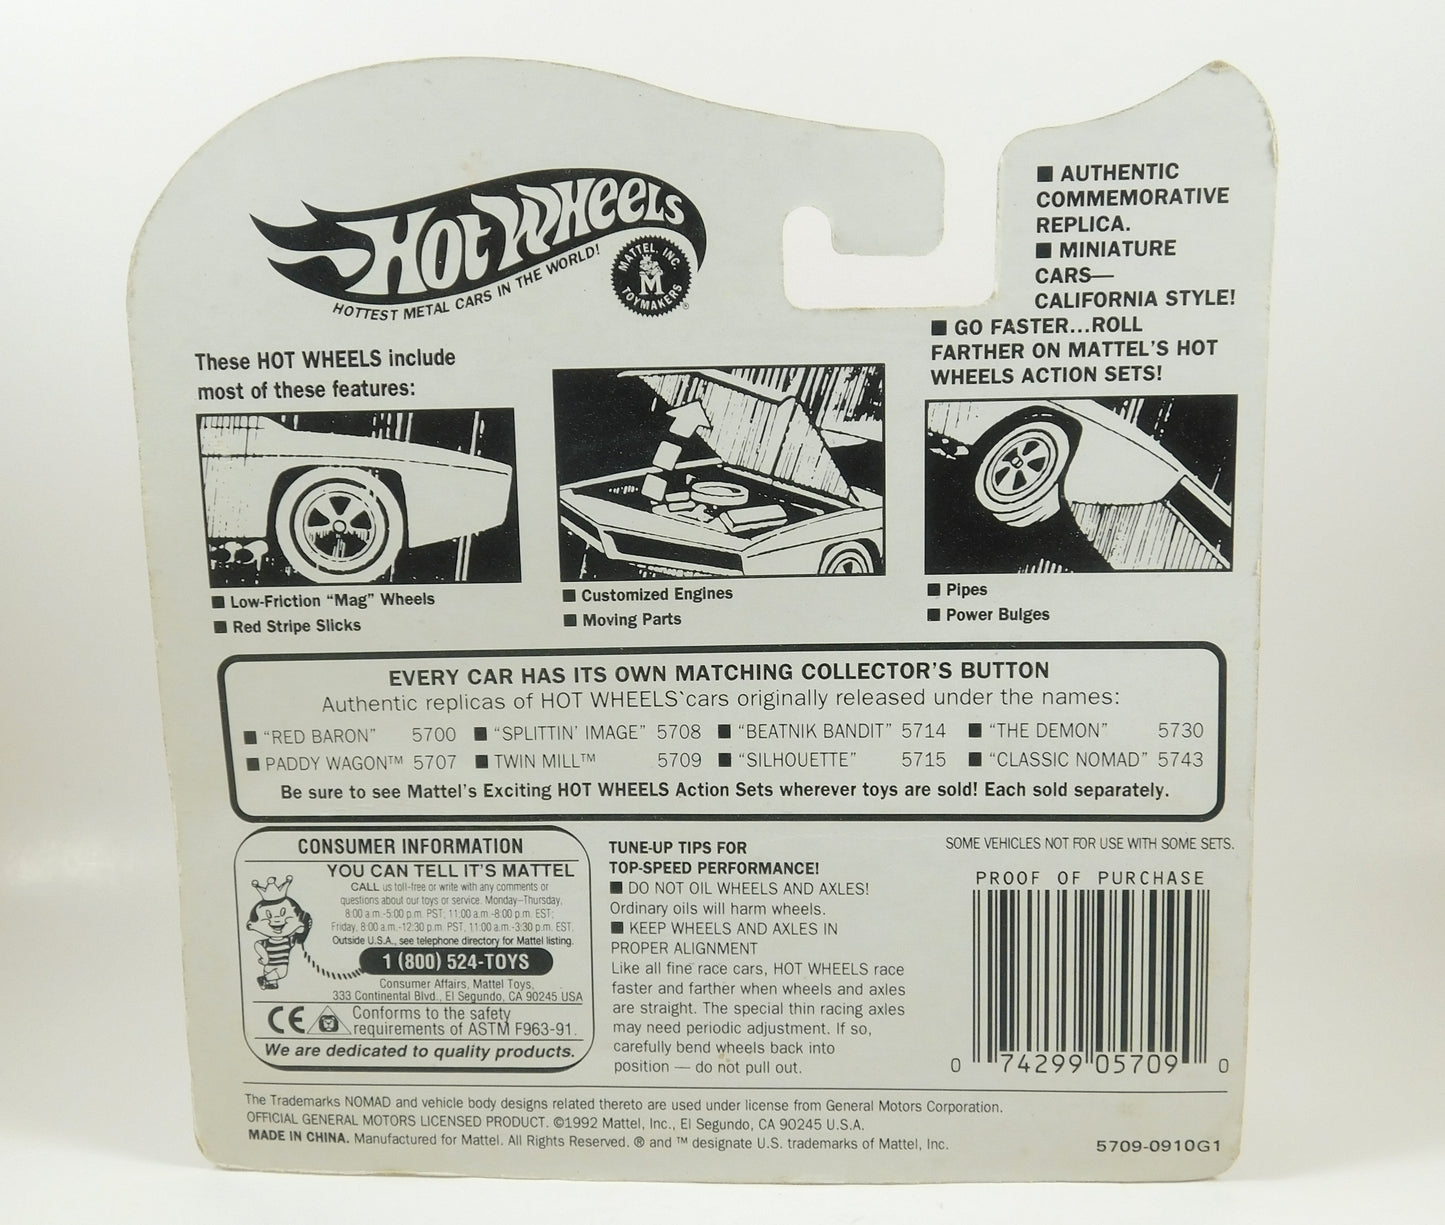 HOT WHEELS
HOTTEST METAL CARS IN THE WORLD!
MATTEL, INC.
M
TOYMAKERS
®
■ AUTHENTIC
COMMEMORATIVE
REPLICA.
■ MINIATURE
CARS—
CALIFORNIA STYLE!
■ GO FASTER...ROLL
FARTHER ON MATTEL'S HOT
WHEELS ACTION SETS!
These HOT WHEELS include
most of these features:
■ Low-Friction "Mag" Wheels
■ Red Stripe Slicks
■ Customized Engines
■ Moving Parts
■ Pipes
■ Power Bulges
EVERY CAR HAS ITS OWN MATCHING COLLECTOR'S BUTTON
Authentic replicas of HOT WHEELS cars originally released under the names:
■ "RED BARON" 5700 ■ "SPLITTIN' IMAGE" 5708 ■ "BEATNIK BANDIT" 5714 ■ "THE DEMON" 5730
■ PADDY WAGON™ 5707 ■ TWIN MILL™ 5709 ■ "SILHOUETTE" 5715 ■ "CLASSIC NOMAD" 5743
Be sure to see Mattel's Exciting HOT WHEELS Action Sets wherever toys are sold! Each sold separately.
CONSUMER INFORMATION
YOU CAN TELL IT'S MATTEL
CALL us toll-free or write with any comments or
questions about our toys or service. Monday–Thursday,
8:00 a.m.-5:00 p.m. PST; 11:00 a.m.-8:00 p.m. EST;
Friday, 8:00 a.m.-12:30 p.m. PST, 11:00 a.m.-3:30 p.m. EST.
Outside U.S.A., see telephone directory for Mattel listing.
1 (800) 524-TOYS
Consumer Affairs, Mattel Toys,
333 Continental Blvd., El Segundo, CA 90245 USA
CE Conforms to the safety
requirements of ASTM F963-91.
We are dedicated to quality products.
TUNE-UP TIPS FOR
TOP-SPEED PERFORMANCE!
■ DO NOT OIL WHEELS AND AXLES!
Ordinary oils will harm wheels.
■ KEEP WHEELS AND AXLES IN
PROPER ALIGNMENT
Like all fine race cars, HOT WHEELS race
faster and farther when wheels and axles
are straight. The special thin racing axles
may need periodic adjustment. If so,
carefully bend wheels back into
position — do not pull out.
SOME VEHICLES NOT FOR USE WITH SOME SETS.
PROOF OF PURCHASE
0 74299 05709 0
The Trademarks NOMAD and vehicle body designs related thereto are used under license from General Motors Corporation.
OFFICIAL GENERAL MOTORS LICENSED PRODUCT. ©1992 Mattel, Inc., El Segundo, CA 90245 U.S.A.
MADE IN CHINA. Manufactured for Mattel. All Rights Reserved. ® and ™ designate U.S. trademarks of Mattel, Inc.
5709-0910G1